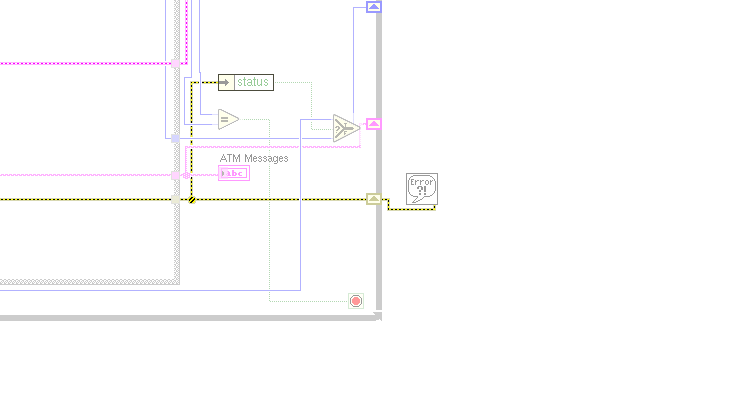 status
=
? T F
ATM Messages
abc
Error
?!